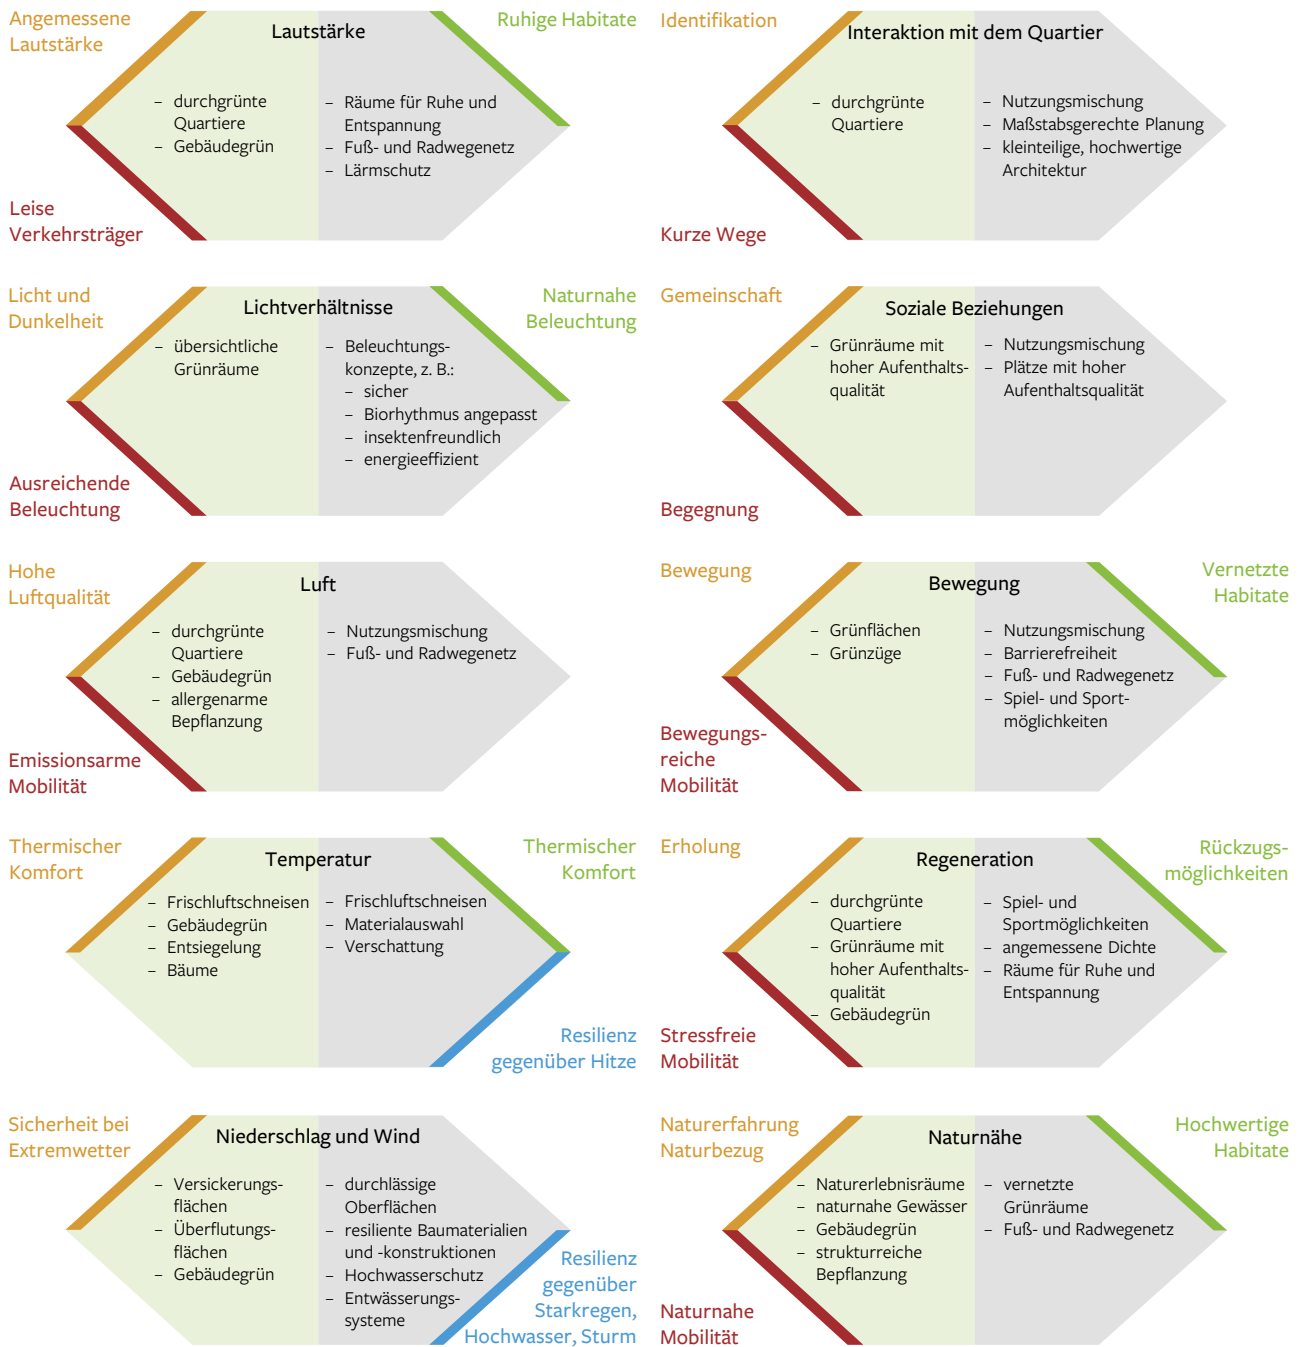 Angemessene
Lautstärke
Lautstärke
Ruhige Habitate
– durchgrünte
Quartiere
– Gebäudegrün
– Räume für Ruhe und
Entspannung
– Fuß- und Radwegenetz
– Lärmschutz
Leise
Verkehrsträger
Identifikation
Interaktion mit dem Quartier
– durchgrünte
Quartiere
– Nutzungsmischung
– Maßstabsgerechte Planung
– kleinteilige, hochwertige
Architektur
Kurze Wege
Licht und
Dunkelheit
Lichtverhältnisse
Naturnahe
Beleuchtung
– übersichtliche
Grünräume
– Beleuchtungs-
konzepte, z. B.:
– sicher
– Biorhythmus angepasst
– insektenfreundlich
– energieeffizient
Ausreichende
Beleuchtung
Gemeinschaft
Soziale Beziehungen
– Grünräume mit
hoher Aufenthalts-
qualität
– Nutzungsmischung
– Plätze mit hoher
Aufenthaltsqualität
Begegnung
Hohe
Luftqualität
Luft
– durchgrünte
Quartiere
– Gebäudegrün
– allergenarme
Bepflanzung
– Nutzungsmischung
– Fuß- und Radwegenetz
Emissionsarme
Mobilität
Bewegung
Bewegung
Vernetzte
Habitate
– Grünflächen
– Grünzüge
– Nutzungsmischung
– Barrierefreiheit
– Fuß- und Radwegenetz
– Spiel- und Sport-
möglichkeiten
Bewegungs-
reiche
Mobilität
Thermischer
Komfort
Temperatur
Thermischer
Komfort
– Frischluftschneisen
– Gebäudegrün
– Entsiegelung
– Bäume
– Frischluftschneisen
– Materialauswahl
– Verschattung
Resilienz
gegenüber Hitze
Erholung
Regeneration
Rückzugs-
möglichkeiten
– durchgrünte
Quartiere
– Grünräume mit
hoher Aufenthalts-
qualität
– Gebäudegrün
– Spiel- und
Sportmöglichkeiten
– angemessene Dichte
– Räume für Ruhe und
Entspannung
Stressfreie
Mobilität
Sicherheit bei
Extremwetter
Niederschlag und Wind
– Versickerungs-
flächen
– Überflutungs-
flächen
– Gebäudegrün
– durchlässige
Oberflächen
– resiliente Baumaterialien
und -konstruktionen
– Hochwasserschutz
– Entwässerungs-
systeme
Resilienz
gegenüber
Starkregen,
Hochwasser, Sturm
Naturerfahrung
Naturbezug
Naturnähe
Hochwertige
Habitate
– Naturerlebnisräume
– naturnahe Gewässer
– Gebäudegrün
– strukturreiche
Bepflanzung
– vernetzte
Grünräume
– Fuß- und Radwegenetz
Naturnahe
Mobilität